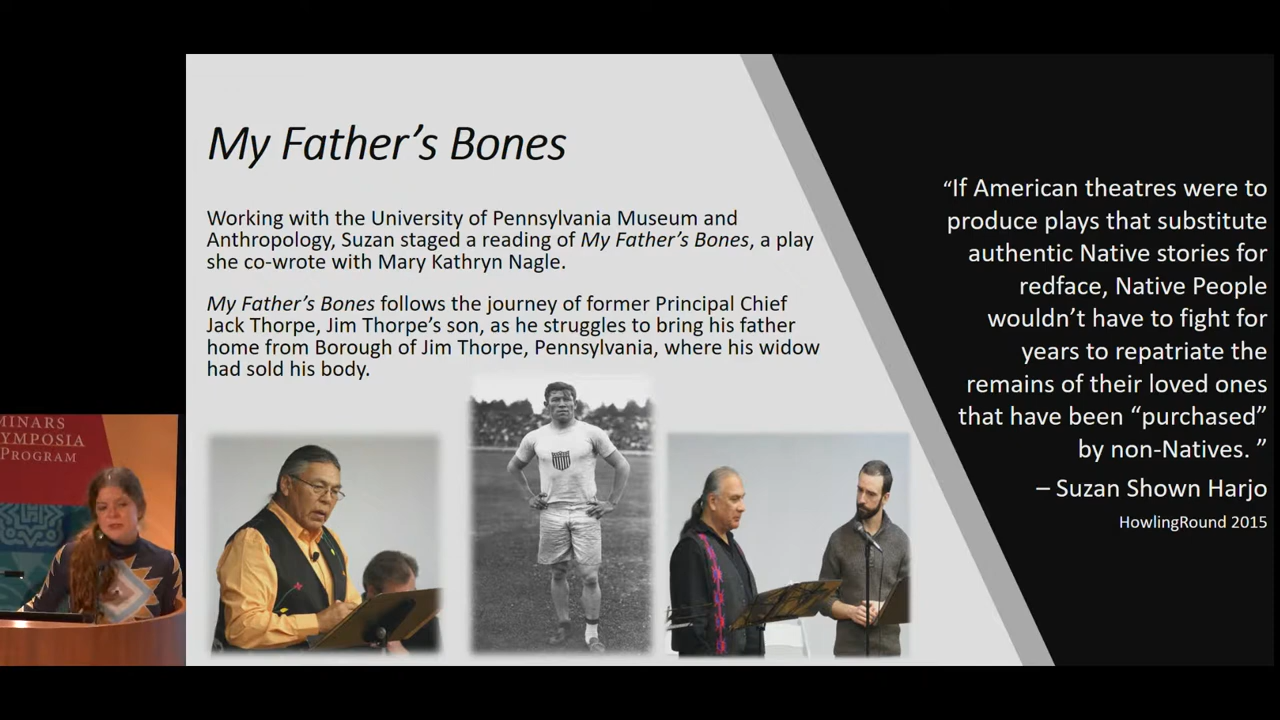 My Father’s Bones
Working with the University of Pennsylvania Museum and
Anthropology, Suzan staged a reading of My Father’s Bones, a play
she co-wrote with Mary Kathryn Nagle.
My Father’s Bones follows the journey of former Principal Chief
Jack Thorpe, Jim Thorpe’s son, as he struggles to bring his father
home from Borough of Jim Thorpe, Pennsylvania, where his widow
had sold his body.
“If American theatres were to
produce plays that substitute
authentic Native stories for
redface, Native People
wouldn’t have to fight for
years to repatriate the
remains of their loved ones
that have been “purchased”
by non-Natives. ”
– Suzan Shown Harjo
HowlingRound 2015
MINARS
YMPOSIA
PROGRAM